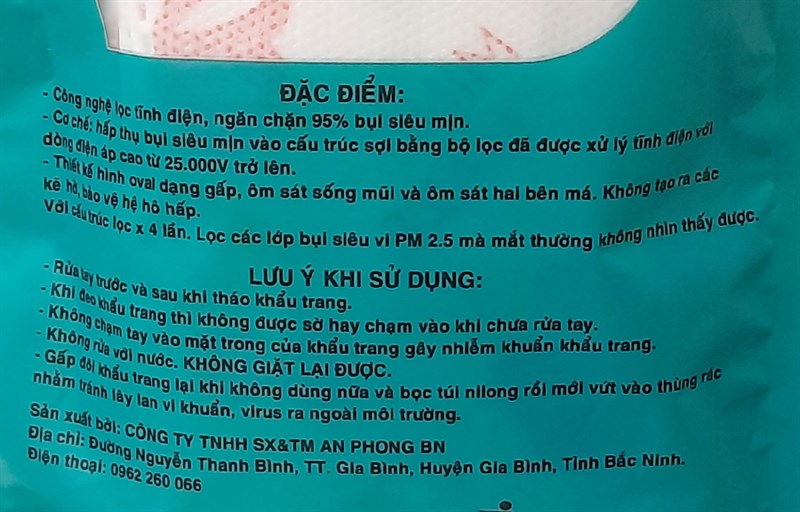 ĐẶC ĐIỂM:
- Công nghệ lọc tĩnh điện, ngăn chặn 95% bụi siêu mịn.
- Cơ chế: hấp thụ bụi siêu mịn vào cấu trúc sợi bằng bộ lọc đã được xử lý tĩnh điện với
dòng điện áp cao từ 25.000V trở lên.
- Thiết kế hình oval dạng gấp, ôm sát sống mũi và ôm sát hai bên má. Không tạo ra các
kẽ hở, bảo vệ hệ hô hấp.
Với cấu trúc lọc x 4 lần. Lọc các lớp bụi siêu vi PM 2.5 mà mắt thường không nhìn thấy được.
LƯU Ý KHI SỬ DỤNG:
- Rửa tay trước và sau khi tháo khẩu trang.
- Khi đeo khẩu trang thì không được sờ hay chạm vào khi chưa rửa tay.
- Không chạm tay vào mặt trong của khẩu trang gây nhiễm khuẩn khẩu trang.
- Không rửa với nước. KHÔNG GIẶT LẠI ĐƯỢC.
- Gấp đôi khẩu trang lại khi không dùng nữa và bọc túi nilong rồi mới vứt vào thùng rác
nhằm tránh lây lan vi khuẩn, virus ra ngoài môi trường.
Sản xuất bởi: CÔNG TY TNHH SX&TM AN PHONG BN
Địa chỉ: Đường Nguyễn Thanh Bình, TT. Gia Bình, Huyện Gia Bình, Tỉnh Bắc Ninh.
Điện thoại: 0962 260 066